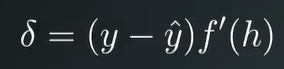 δ = (y − ŷ)f′(h)